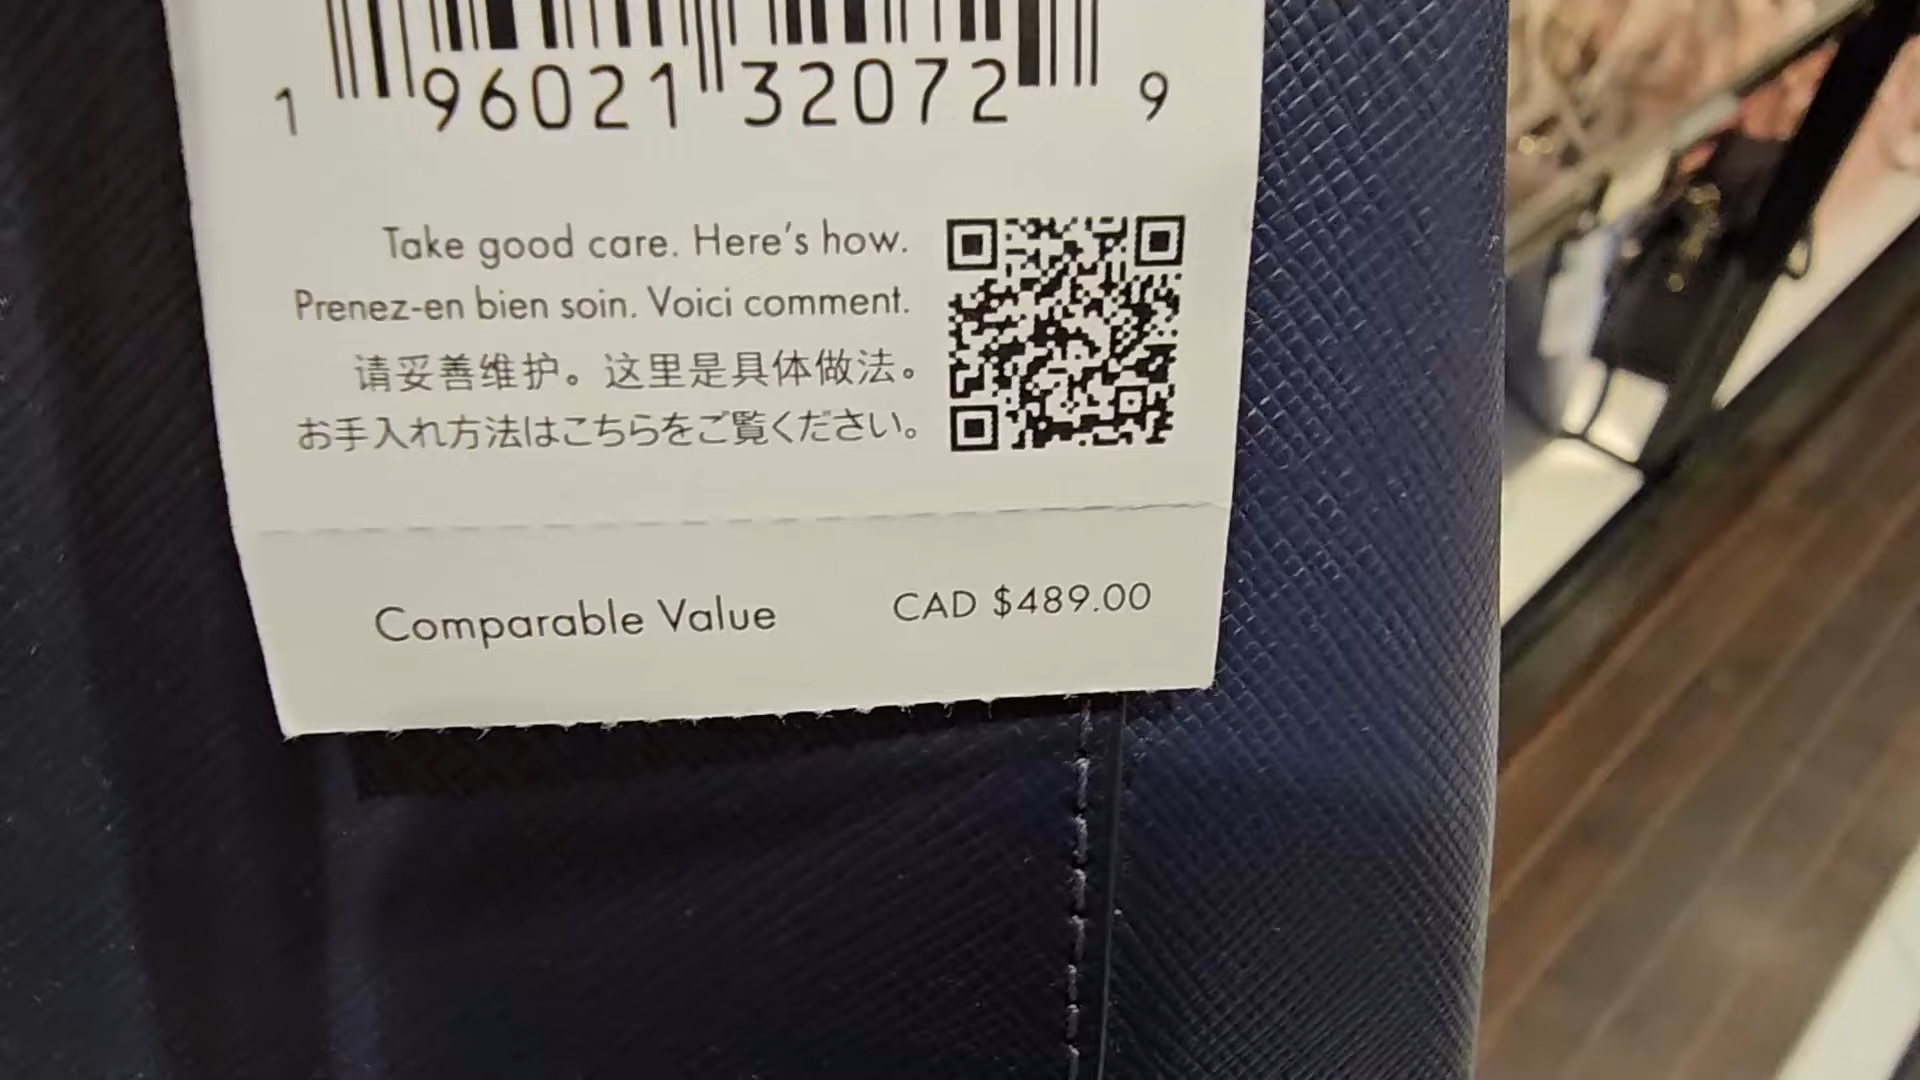 1 96021 32072 9
Take good care. Here's how.
Prenez-en bien soin. Voici comment.
请妥善维护。这里是具体做法。
お手入れ方法はこちらをご覧ください。
Comparable Value CAD $489.00